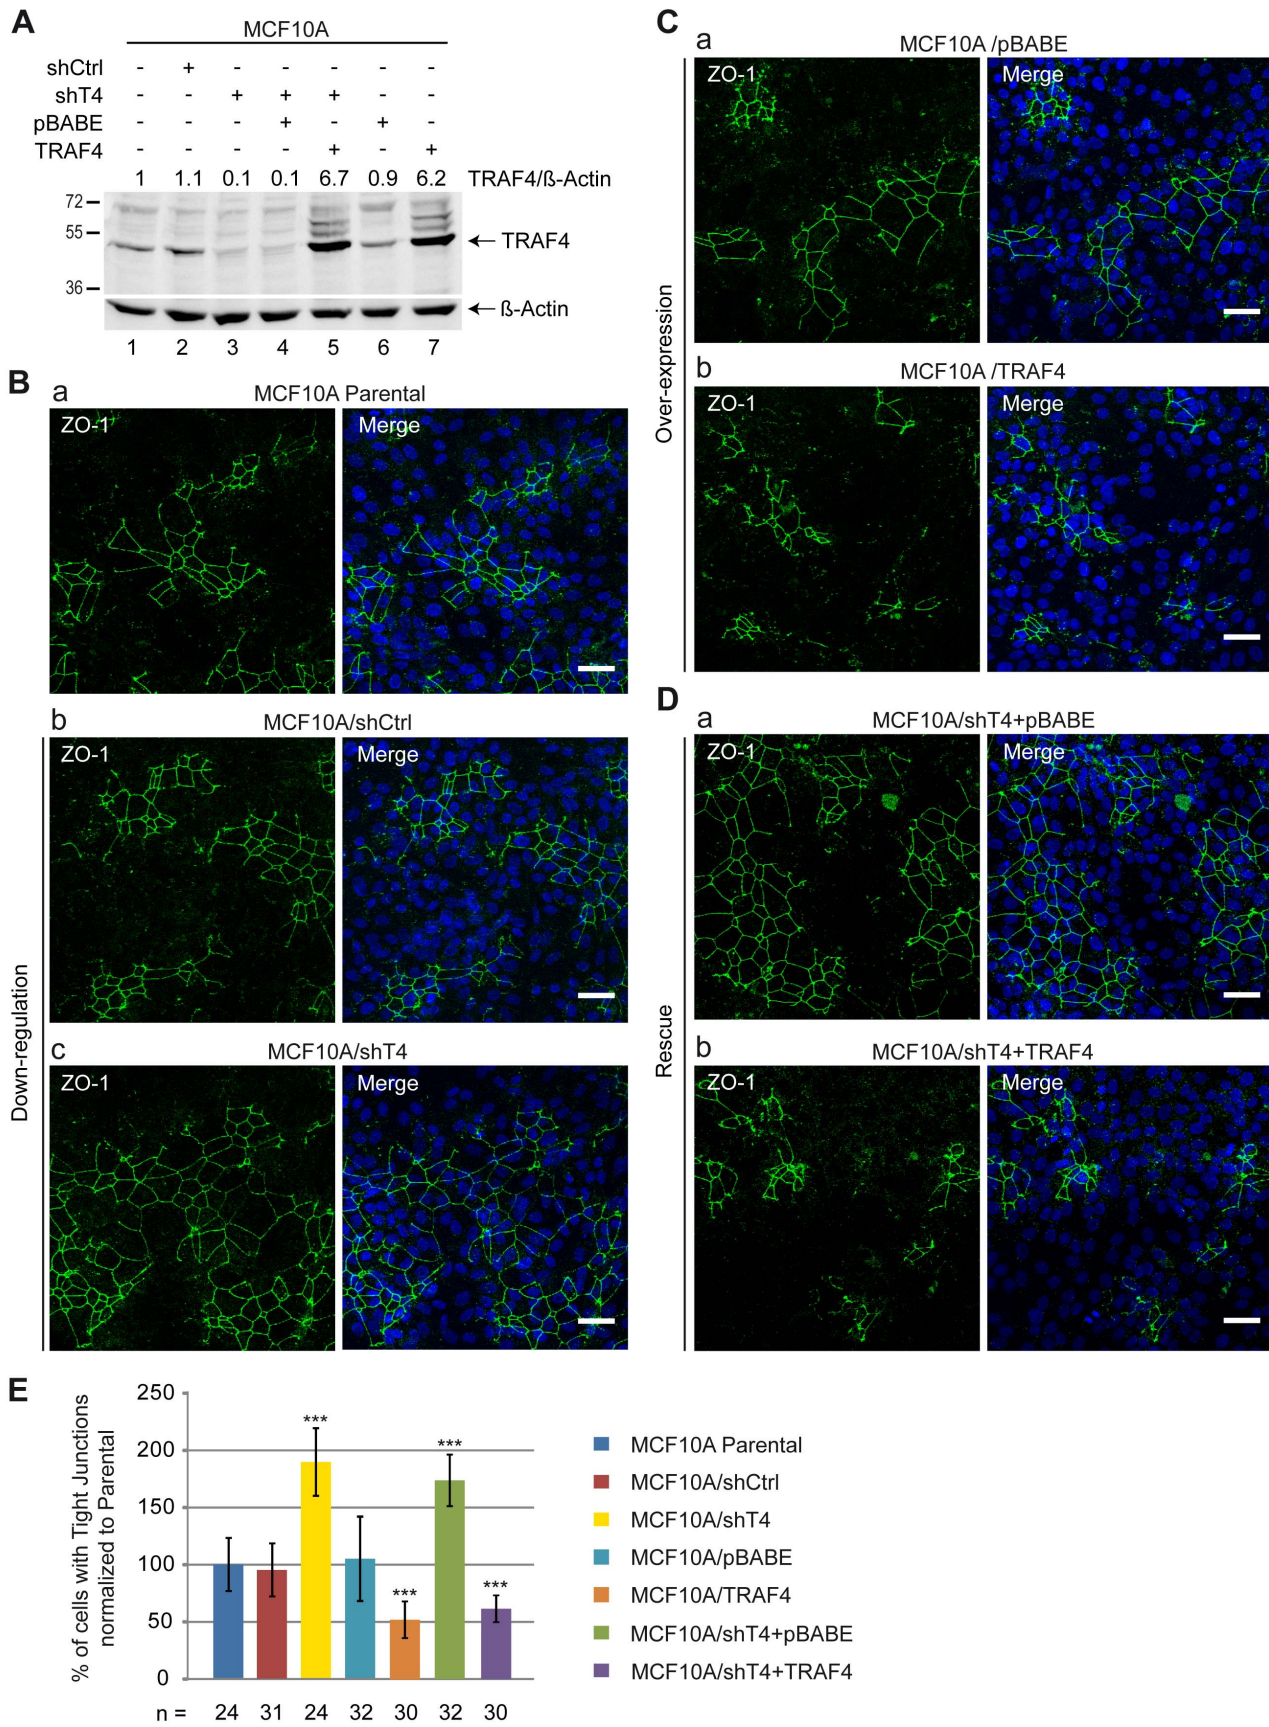 A
MCF10A
shCtrl - + - - - - -
shT4 - - + + + - -
pBABE - - - + - + -
TRAF4 - - - - + - +
1 1.1 0.1 0.1 6.7 0.9 6.2 TRAF4/ß-Actin
72
55
TRAF4
36
ß-Actin
1 2 3 4 5 6 7
B
a
MCF10A Parental
ZO-1 Merge
Down-regulation
b
MCF10A/shCtrl
ZO-1 Merge
c
MCF10A/shT4
ZO-1 Merge
C
Over-expression
a
MCF10A /pBABE
ZO-1 Merge
b
MCF10A /TRAF4
ZO-1 Merge
D
Rescue
a
MCF10A/shT4+pBABE
ZO-1 Merge
b
MCF10A/shT4+TRAF4
ZO-1 Merge
E
% of cells with Tight Junctions
normalized to Parental
250
200
150
100
50
0
*** *** *** ***
n = 24 31 24 32 30 32 30
MCF10A Parental
MCF10A/shCtrl
MCF10A/shT4
MCF10A/pBABE
MCF10A/TRAF4
MCF10A/shT4+pBABE
MCF10A/shT4+TRAF4